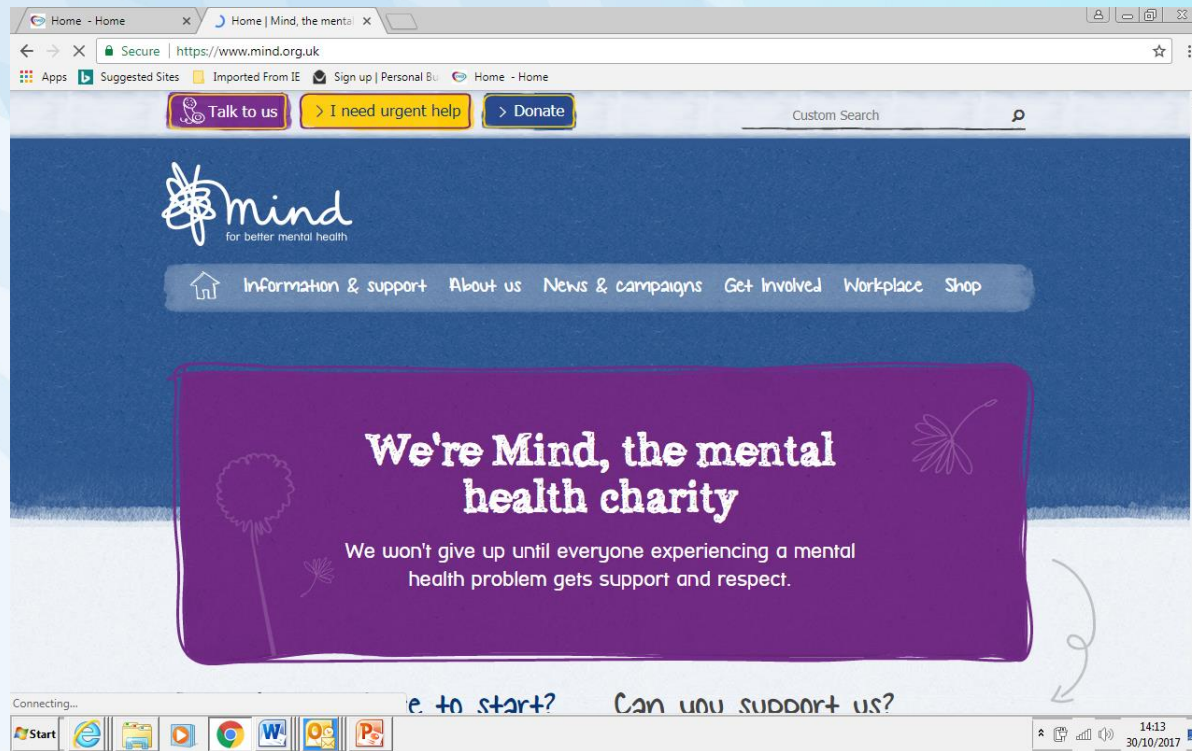 Home - Home
Home | Mind, the mental
Secure | https://www.mind.org.uk
Apps Suggested Sites Imported From IE Sign up | Personal Bu Home - Home
Talk to us > I need urgent help > Donate Custom Search
mind
for better mental health
Information & support About us News & campaigns Get Involved Workplace Shop
We're Mind, the mental
health charity
We won't give up until everyone experiencing a mental
health problem gets support and respect.
to start? Can you support us?
Connecting...
Start 14:13
30/10/2017